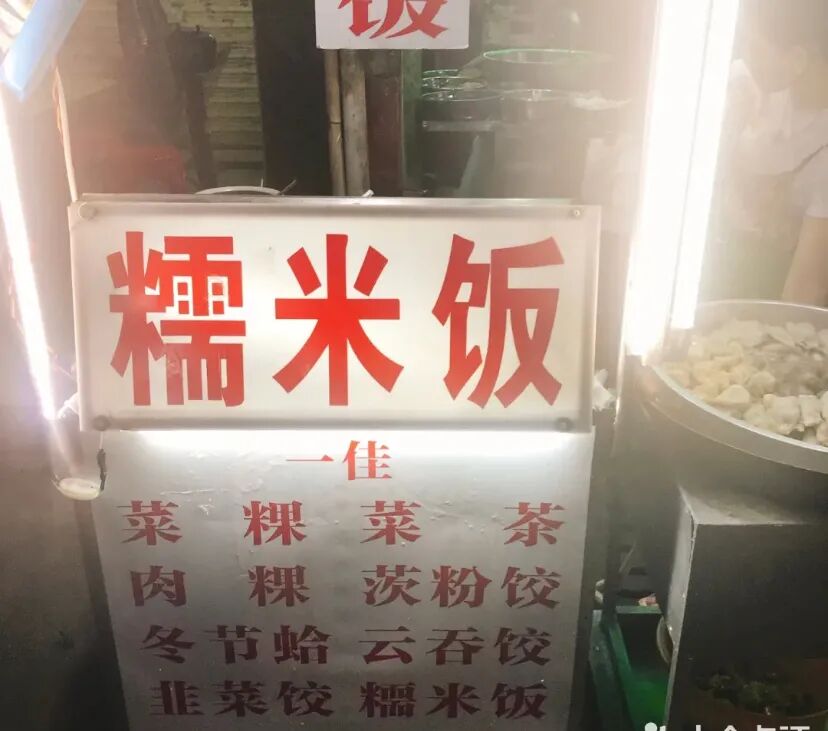 饭
糯米饭
一佳
菜粿 菜茶
肉粿 茨粉饺
冬节蛤 云吞饺
韭菜饺 糯米饭